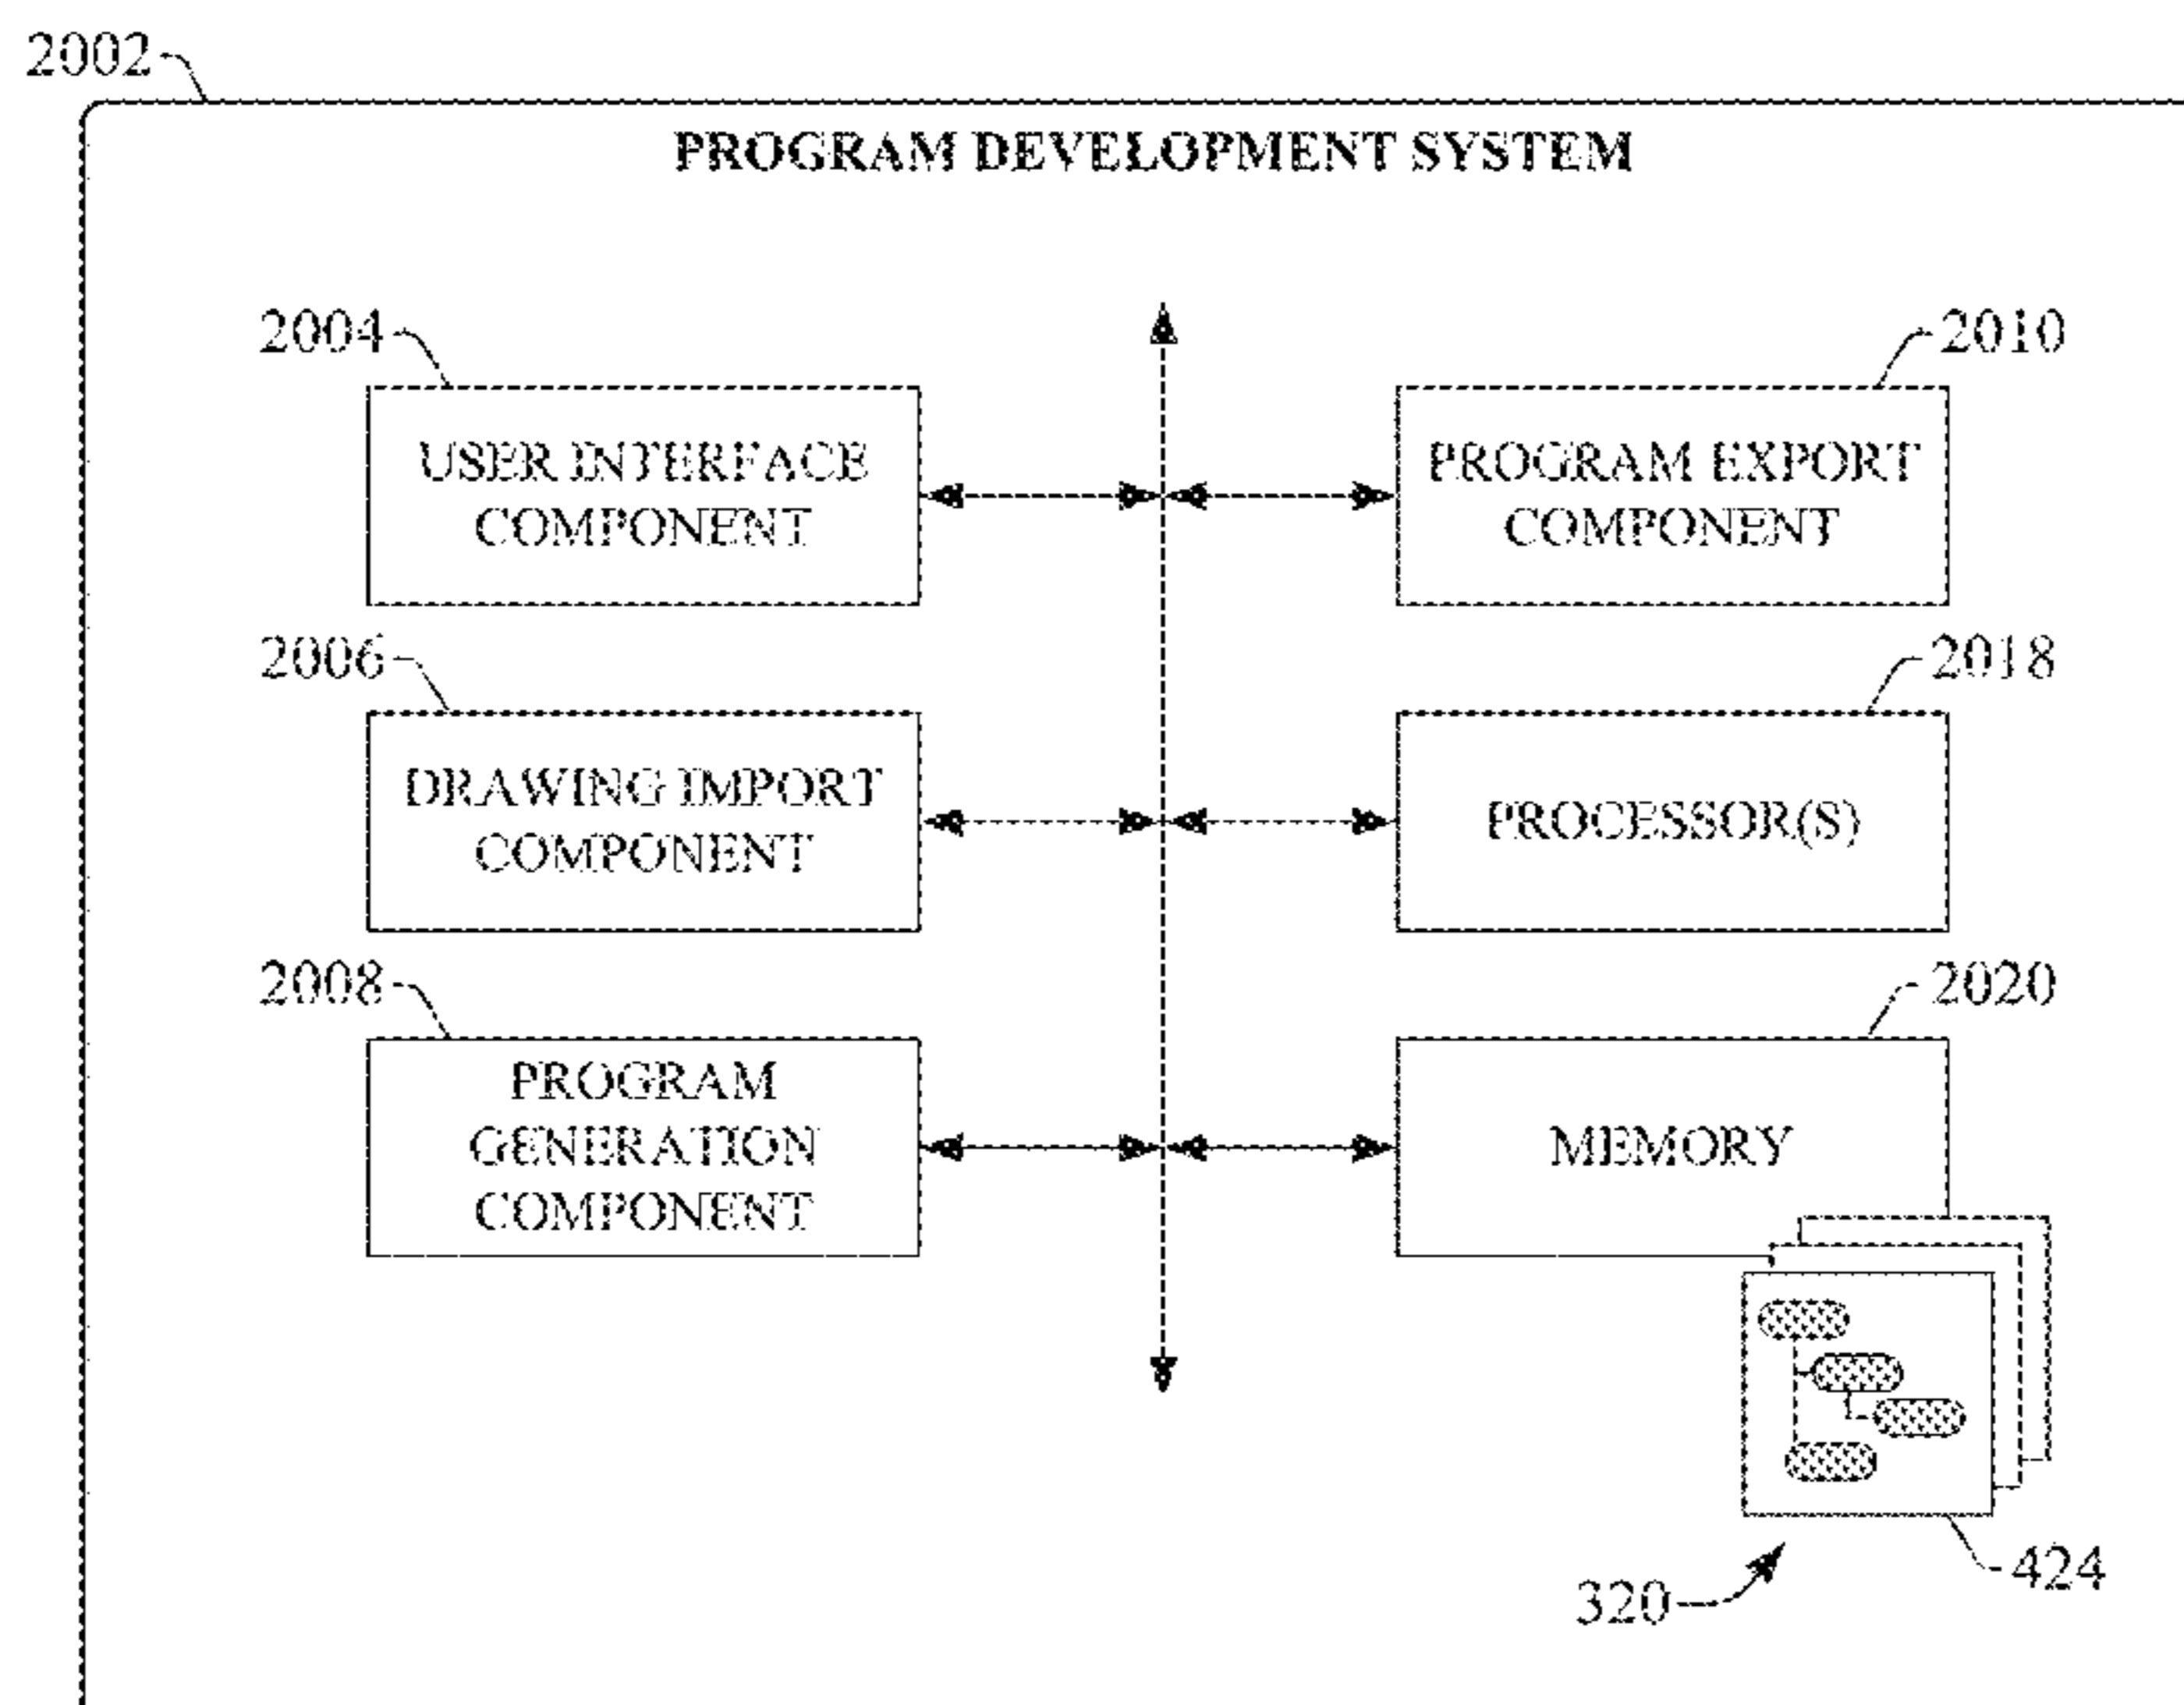 2002
PROGRAM DEVELOPMENT SYSTEM
2004
2010
USER INTERFACE
COMPONENT
PROGRAM EXPORT
COMPONENT
2006
2018
DRAWING IMPORT
COMPONENT
PROCESSOR(S)
2008
2020
PROGRAM
GENERATION
COMPONENT
MEMORY
424
320